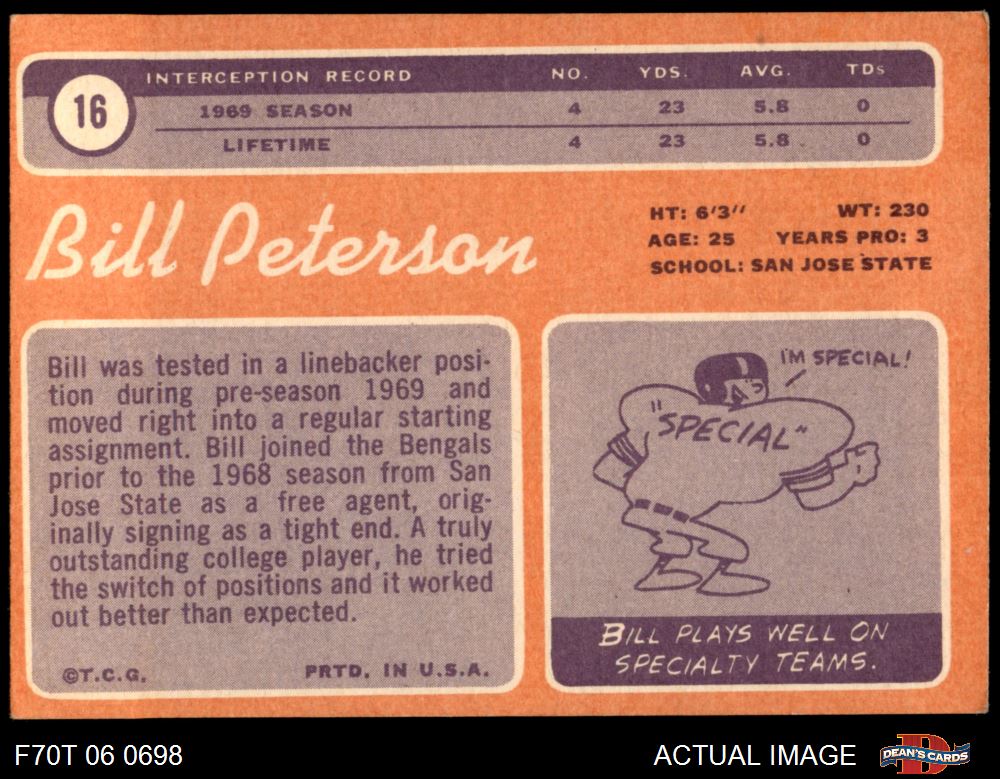 16
INTERCEPTION RECORD NO. YDS. AVG. TDs
1969 SEASON 4 23 5.8 0
LIFETIME 4 23 5.8 0
Bill Peterson
HT: 6'3'' WT: 230
AGE: 25 YEARS PRO: 3
SCHOOL: SAN JOSE STATE
Bill was tested in a linebacker posi-
tion during pre-season 1969 and
moved right into a regular starting
assignment. Bill joined the Bengals
prior to the 1968 season from San
Jose State as a free agent, orig-
inally signing as a tight end. A truly
outstanding college player, he tried
the switch of positions and it worked
out better than expected.
©T.C.G. PRTD. IN U.S.A.
I'M SPECIAL!
"SPECIAL"
BILL PLAYS WELL ON
SPECIALTY TEAMS.
F70T 06 0698
ACTUAL IMAGE
DEAN'S CARDS